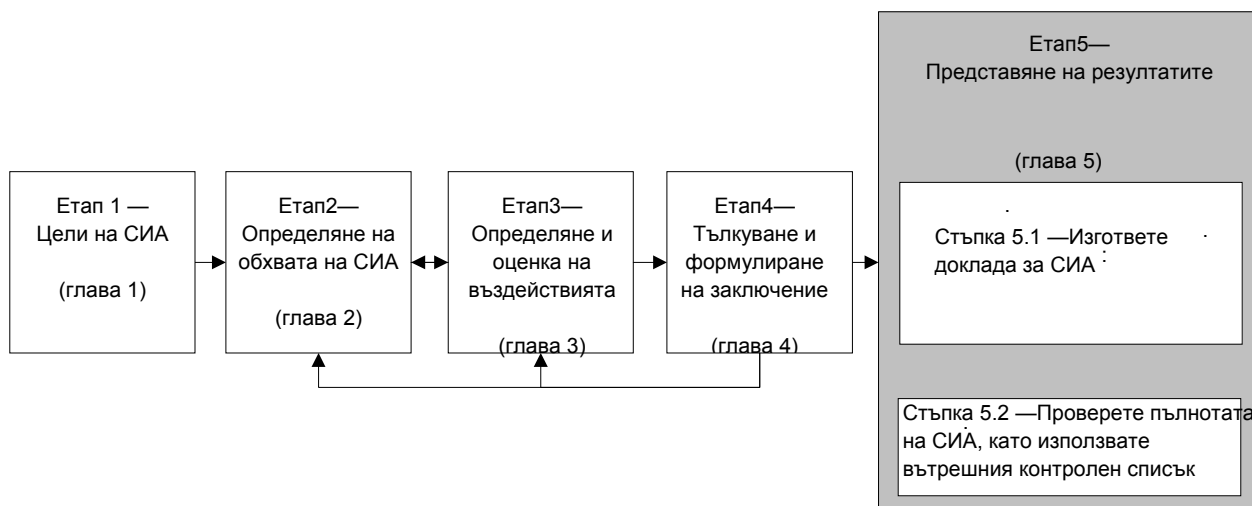 Етап 1 —
Цели на СИА
(глава 1)
Етап2—
Определяне на
обхвата на СИА
(глава 2)
Етап3—
Определяне и
оценка на
въздействията
(глава 3)
Етап4—
Тълкуване и
формулиране
на заключение
(глава 4)
Етап5—
Представяне на резултатите
(глава 5)
Стъпка 5.1 —Изгответе
доклада за СИА
Стъпка 5.2 —Проверете пълнотата
на СИА, като използвате
вътрешния контролен списък